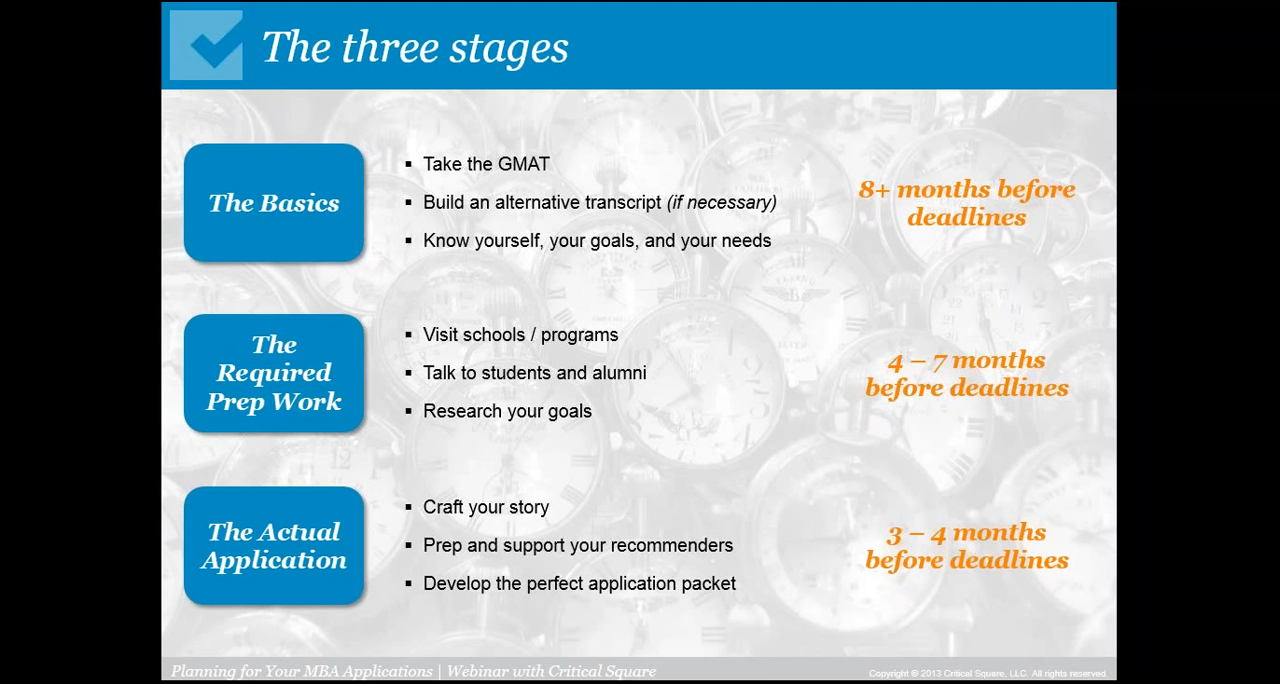 The three stages
The Basics
▪ Take the GMAT
▪ Build an alternative transcript (if necessary)
▪ Know yourself, your goals, and your needs
8+ months before
deadlines
The
Required
Prep Work
▪ Visit schools / programs
▪ Talk to students and alumni
▪ Research your goals
4 – 7 months
before deadlines
The Actual
Application
▪ Craft your story
▪ Prep and support your recommenders
▪ Develop the perfect application packet
3 – 4 months
before deadlines
Planning for Your MBA Applications | Webinar with Critical Square
Copyright © 2013 Critical Square, LLC. All rights reserved.